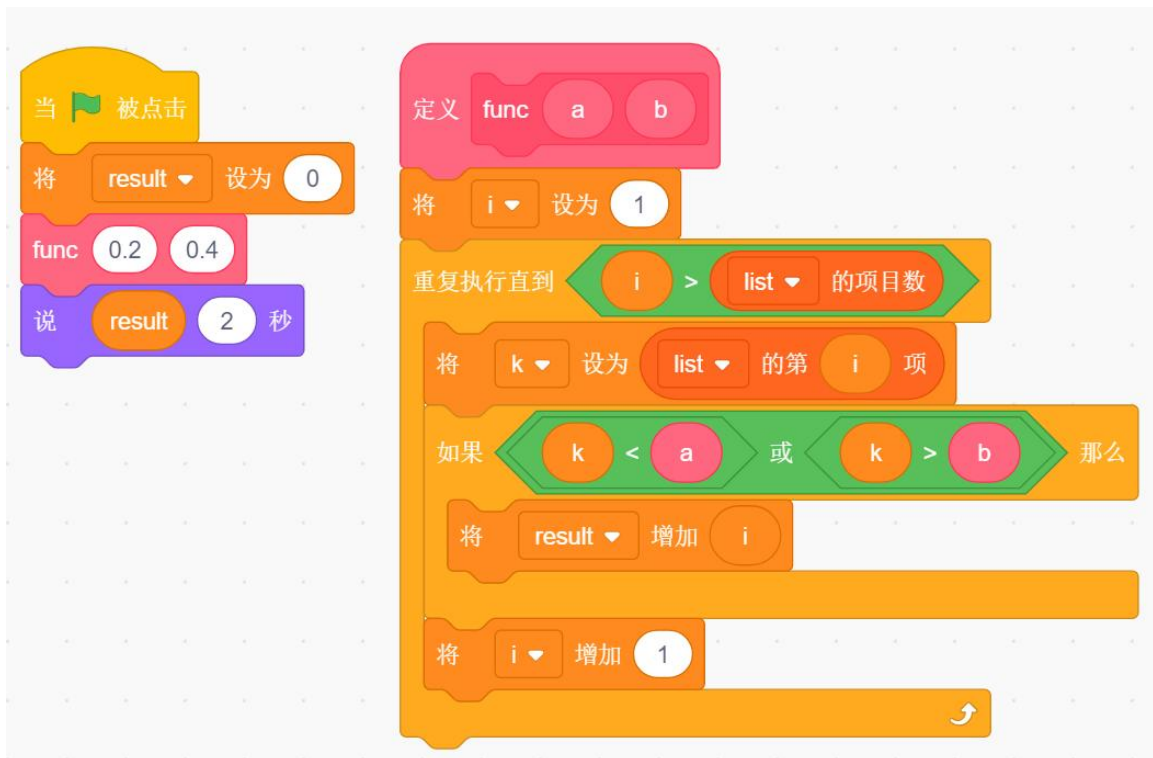 当 被点击
将 result 设为 0
func 0.2 0.4
说 result 2 秒
定义 func a b
将 i 设为 1
重复执行直到 i > list 的项目数
将 k 设为 list 的第 i 项
如果 k < a 或 k > b 那么
将 result 增加 i
将 i 增加 1